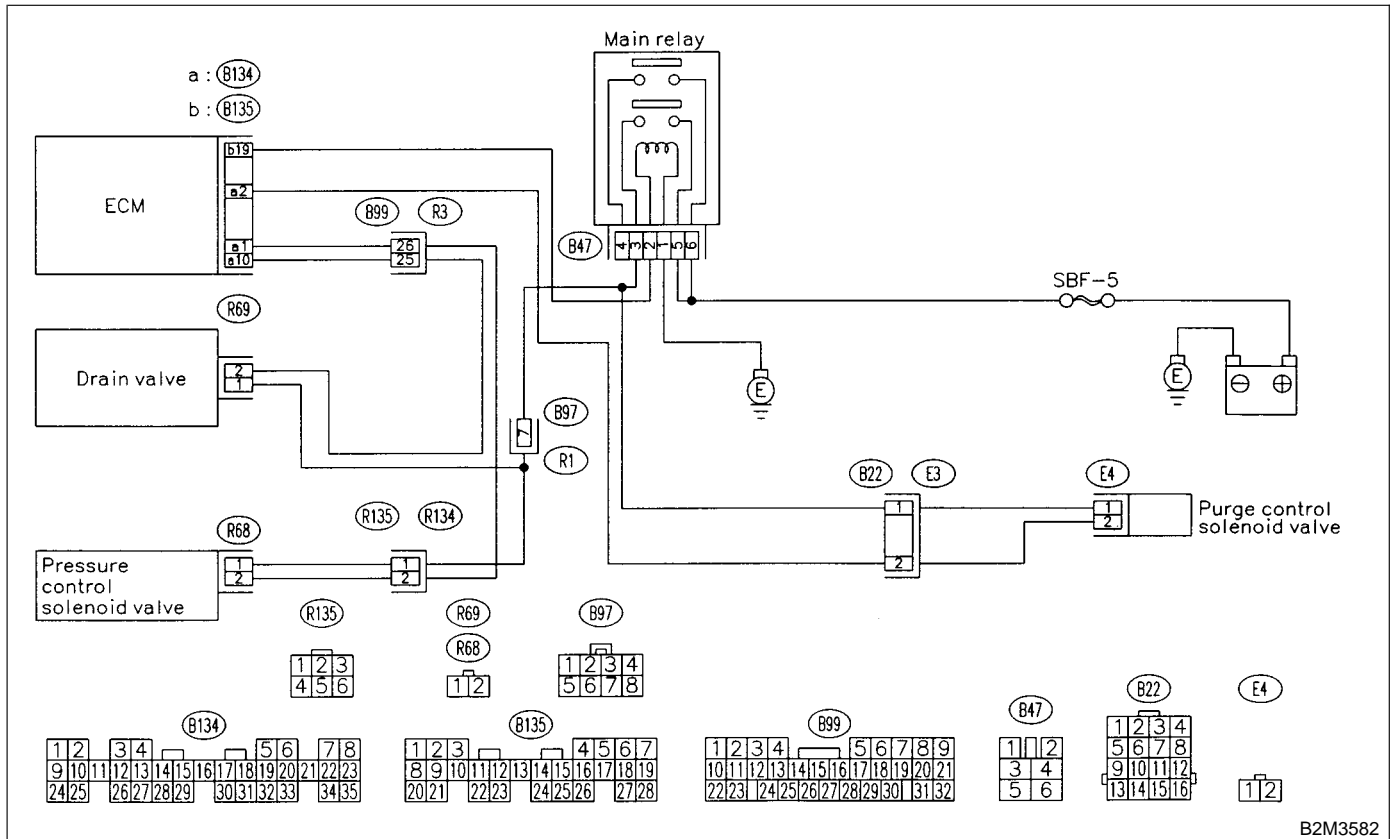 Main relay
a : B134
b : B135
ECM
b19
a2
a1
a10
B99 R3
26
25
B47
4 3 2 1 5 6
SBF-5
E
E
− +
R69
Drain valve
2
1
B97
7
R1
R68
Pressure
control
solenoid valve
1
2
R135 R134
1
2
B22 E3
1
2
E4
1
2
Purge control
solenoid valve
R135
1 2 3
4 5 6
R69
R68
1 2
B97
1 2 3 4
5 6 7 8
B134
1 2 3 4 5 6 7 8
9 10 11 12 13 14 15 16 17 18 19 20 21 22 23
24 25 26 27 28 29 30 31 32 33 34 35
B135
1 2 3 4 5 6 7
8 9 10 11 12 13 14 15 16 17 18 19
20 21 22 23 24 25 26 27 28
B99
1 2 3 4 5 6 7 8 9
10 11 12 13 14 15 16 17 18 19 20 21
22 23 24 25 26 27 28 29 30 31 32
B47
1 2
3 4
5 6
B22
1 2 3 4
5 6 7 8
9 10 11 12
13 14 15 16
E4
1 2
B2M3582